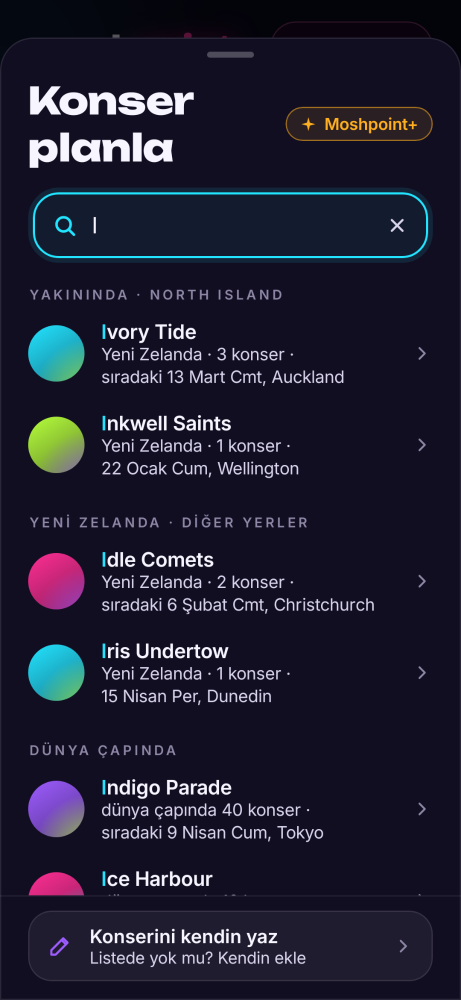 Konser
planla
Moshpoint+
I
YAKININDA · NORTH ISLAND
Ivory Tide
Yeni Zelanda · 3 konser ·
sıradaki 13 Mart Cmt, Auckland
Inkwell Saints
Yeni Zelanda · 1 konser ·
22 Ocak Cum, Wellington
YENİ ZELANDA · DİĞER YERLER
Idle Comets
Yeni Zelanda · 2 konser ·
sıradaki 6 Şubat Cmt, Christchurch
Iris Undertow
Yeni Zelanda · 1 konser ·
15 Nisan Per, Dunedin
DÜNYA ÇAPINDA
Indigo Parade
dünya çapında 40 konser ·
sıradaki 9 Nisan Cum, Tokyo
Ice Harbour
Konserini kendin yaz
Listede yok mu? Kendin ekle